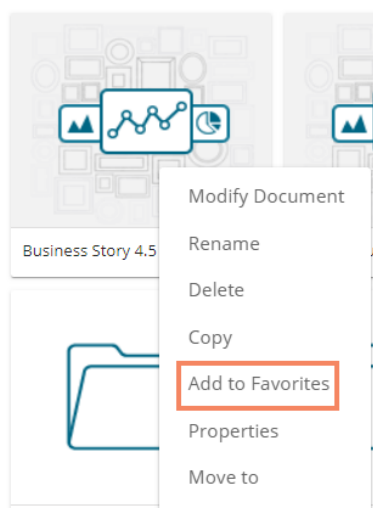 Business Story 4.5
Modify Document
Rename
Delete
Copy
Add to Favorites
Properties
Move to